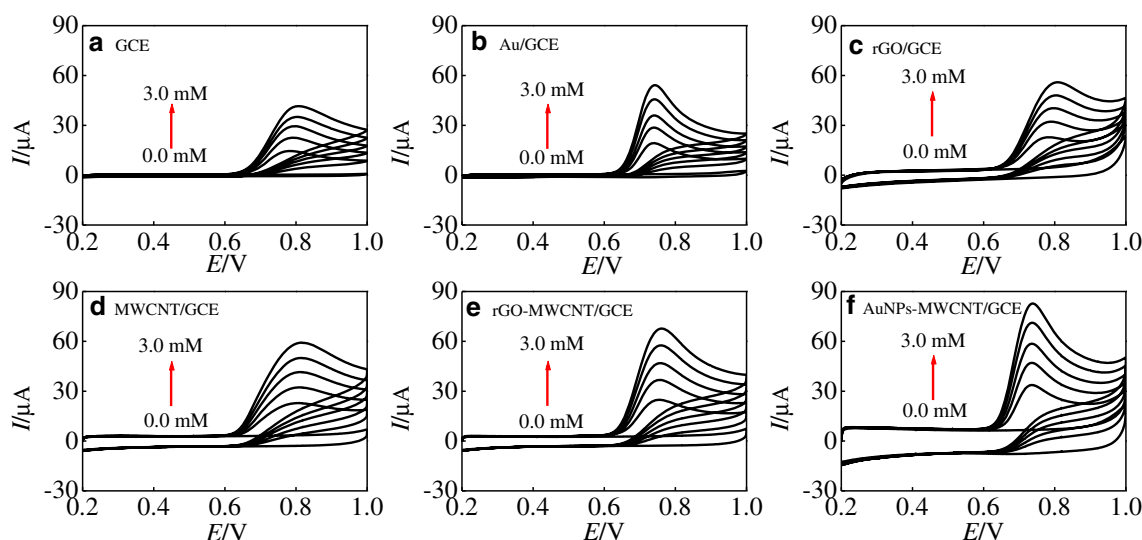 90
a GCE
60
3.0 mM
I/μA
30
0.0 mM
0
-30
0.2 0.4 0.6 0.8 1.0
E/V
90
b Au/GCE
60
3.0 mM
I/μA
30
0.0 mM
0
-30
0.2 0.4 0.6 0.8 1.0
E/V
90
c rGO/GCE
60
3.0 mM
I/μA
30
0.0 mM
0
-30
0.2 0.4 0.6 0.8 1.0
E/V
90
d MWCNT/GCE
60
3.0 mM
I/μA
30
0.0 mM
0
-30
0.2 0.4 0.6 0.8 1.0
E/V
90
e rGO-MWCNT/GCE
60
3.0 mM
I/μA
30
0.0 mM
0
-30
0.2 0.4 0.6 0.8 1.0
E/V
90
f AuNPs-MWCNT/GCE
60
3.0 mM
I/μA
30
0.0 mM
0
-30
0.2 0.4 0.6 0.8 1.0
E/V